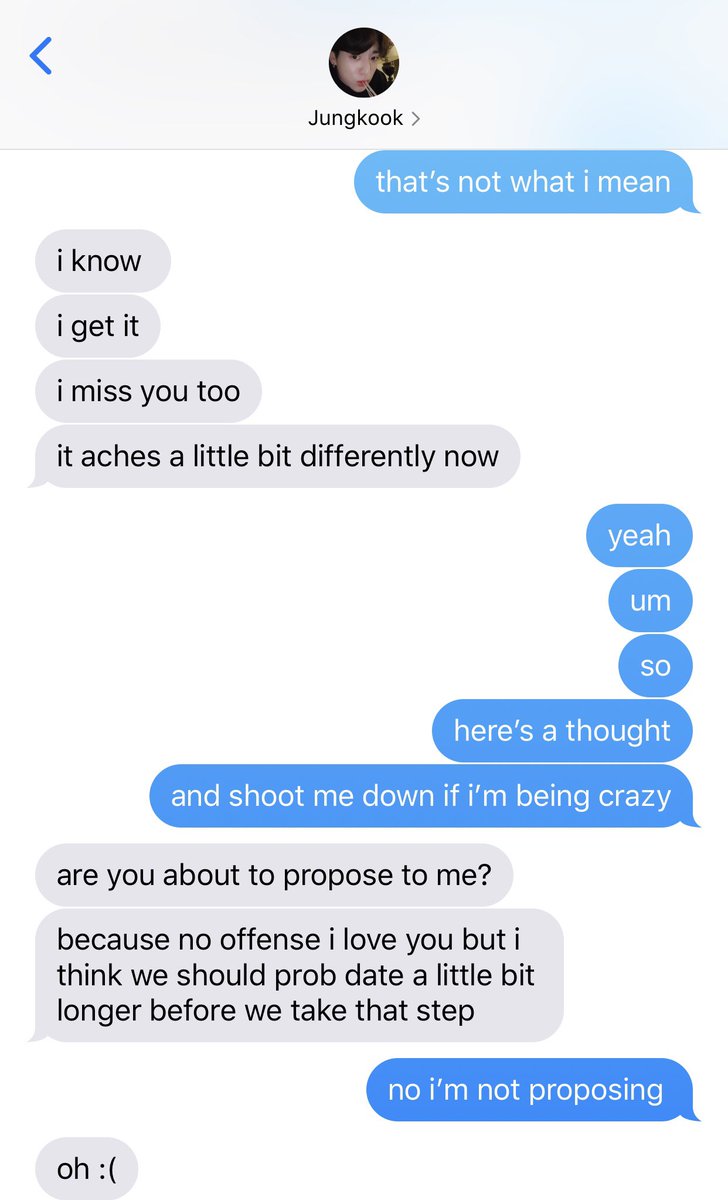 Jungkook
that’s not what i mean
i know
i get it
i miss you too
it aches a little bit differently now
yeah
um
so
here’s a thought
and shoot me down if i’m being crazy
are you about to propose to me?
because no offense i love you but i
think we should prob date a little bit
longer before we take that step
no i’m not proposing
oh :(